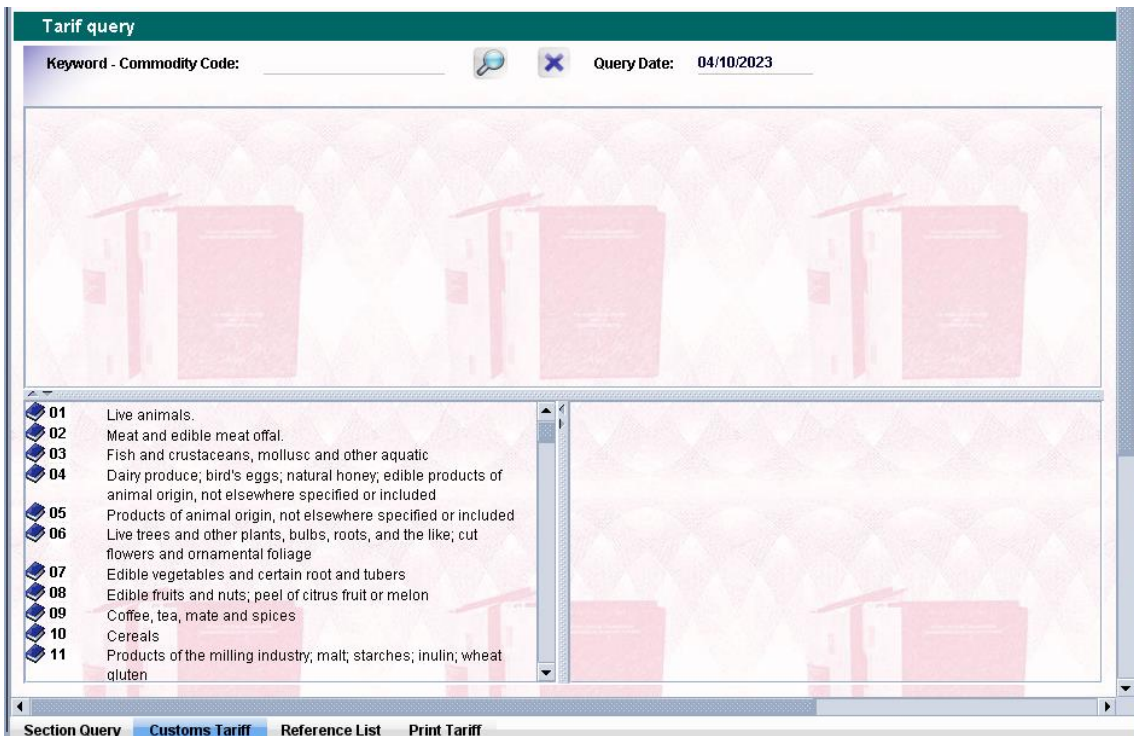 Tarif query
Keyword - Commodity Code:
Query Date: 04/10/2023
01 Live animals.
02 Meat and edible meat offal.
03 Fish and crustaceans, mollusc and other aquatic
04 Dairy produce; bird's eggs; natural honey; edible products of
animal origin, not elsewhere specified or included
05 Products of animal origin, not elsewhere specified or included
06 Live trees and other plants, bulbs, roots, and the like; cut
flowers and ornamental foliage
07 Edible vegetables and certain root and tubers
08 Edible fruits and nuts; peel of citrus fruit or melon
09 Coffee, tea, mate and spices
10 Cereals
11 Products of the milling industry; malt; starches; inulin; wheat
gluten
Section Query Customs Tariff Reference List Print Tariff